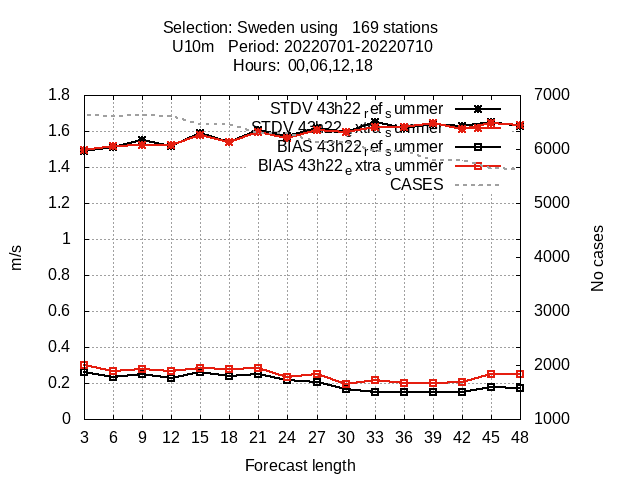 Selection: Sweden using 169 stations
U10m Period: 20220701-20220710
Hours: 00,06,12,18
1.8
1.6
1.4
1.2
1
0.8
0.6
0.4
0.2
0
m/s
STDV 43h22_ref_summer
STDV 43h22_extra_summer
BIAS 43h22_ref_summer
BIAS 43h22_extra_summer
CASES
7000
6000
5000
4000
3000
2000
1000
No cases
3 6 9 12 15 18 21 24 27 30 33 36 39 42 45 48
Forecast length